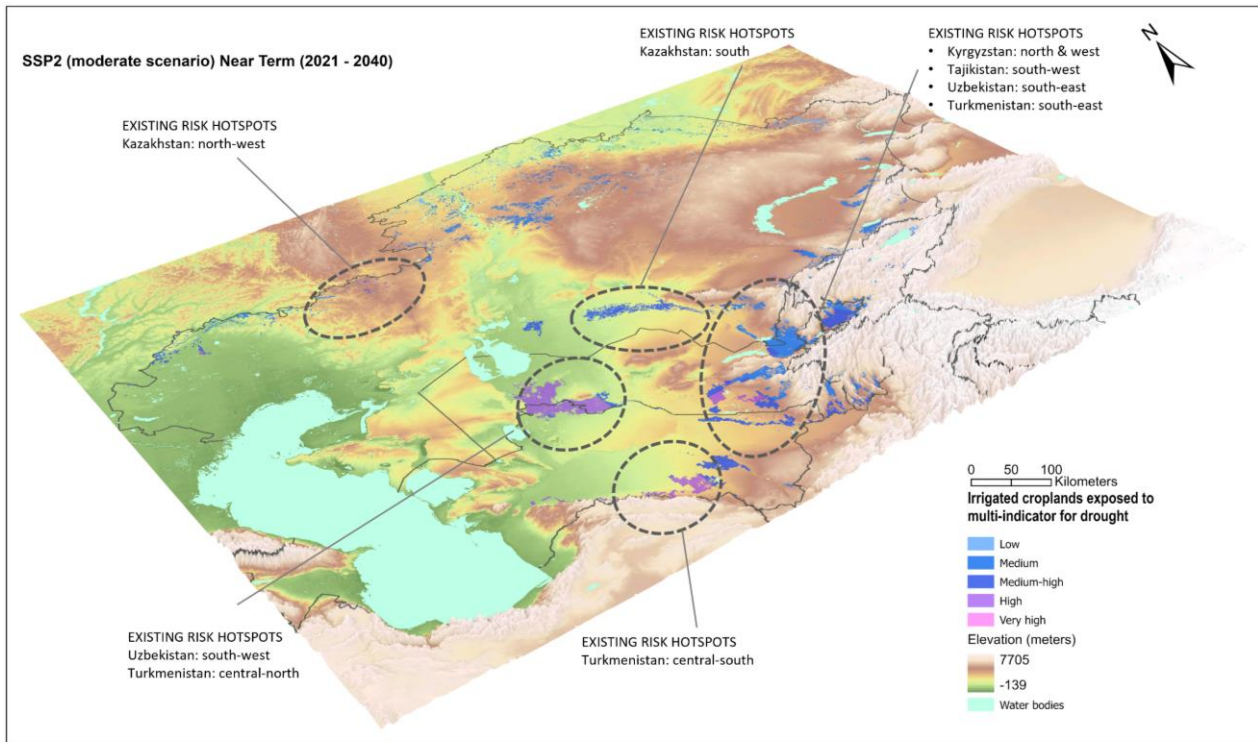 SSP2 (moderate scenario) Near Term (2021 - 2040)
EXISTING RISK HOTSPOTS
Kazakhstan: north-west
EXISTING RISK HOTSPOTS
Kazakhstan: south
EXISTING RISK HOTSPOTS
• Kyrgyzstan: north & west
• Tajikistan: south-west
• Uzbekistan: south-east
• Turkmenistan: south-east
N
EXISTING RISK HOTSPOTS
Uzbekistan: south-west
Turkmenistan: central-north
EXISTING RISK HOTSPOTS
Turkmenistan: central-south
0 50 100
Kilometers
Irrigated croplands exposed to
multi-indicator for drought
Low
Medium
Medium-high
High
Very high
Elevation (meters)
7705
-139
Water bodies